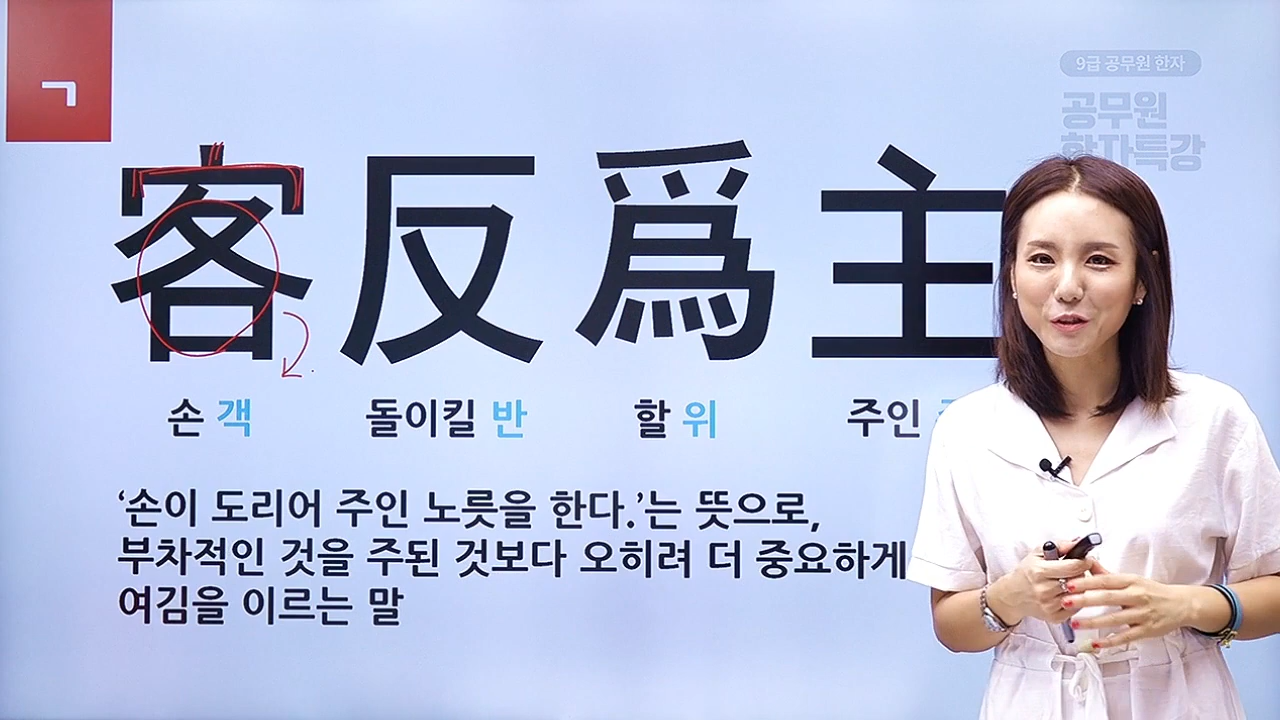 ㄱ
9급 공무원 한자
공무원
한자특강
客反爲主
손 객 돌이킬 반 할 위 주인
‘손이 도리어 주인 노릇을 한다.’는 뜻으로,
부차적인 것을 주된 것보다 오히려 더 중요하게
여김을 이르는 말